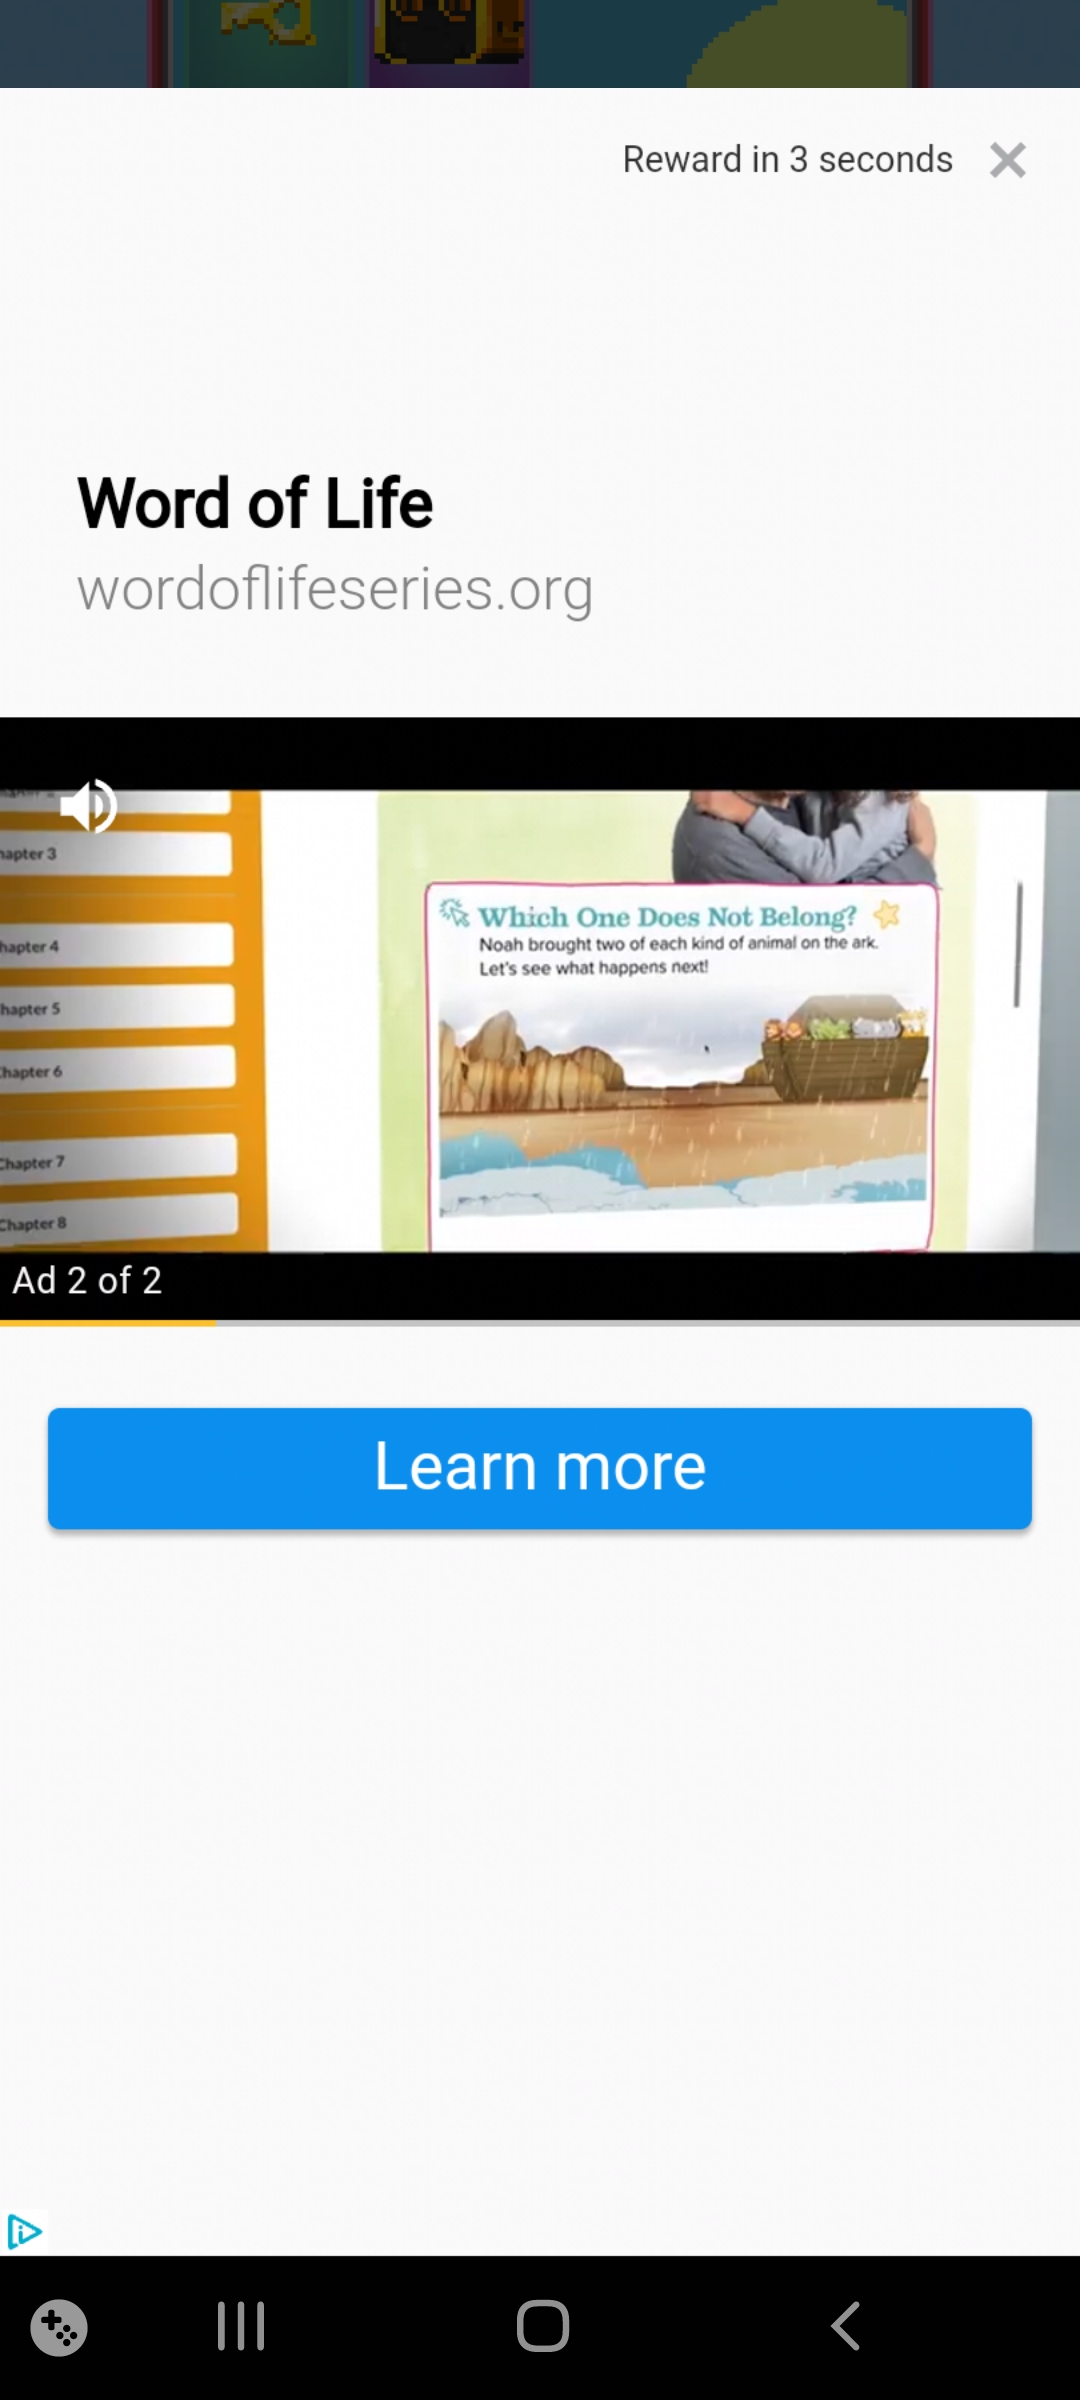 Reward in 3 seconds
Word of Life
wordoflifeseries.org
hapter 3
hapter 4
hapter 5
Chapter 6
Chapter 7
Chapter 8
Which One Does Not Belong?
Noah brought two of each kind of animal on the ark.
Let's see what happens next!
Ad 2 of 2
Learn more